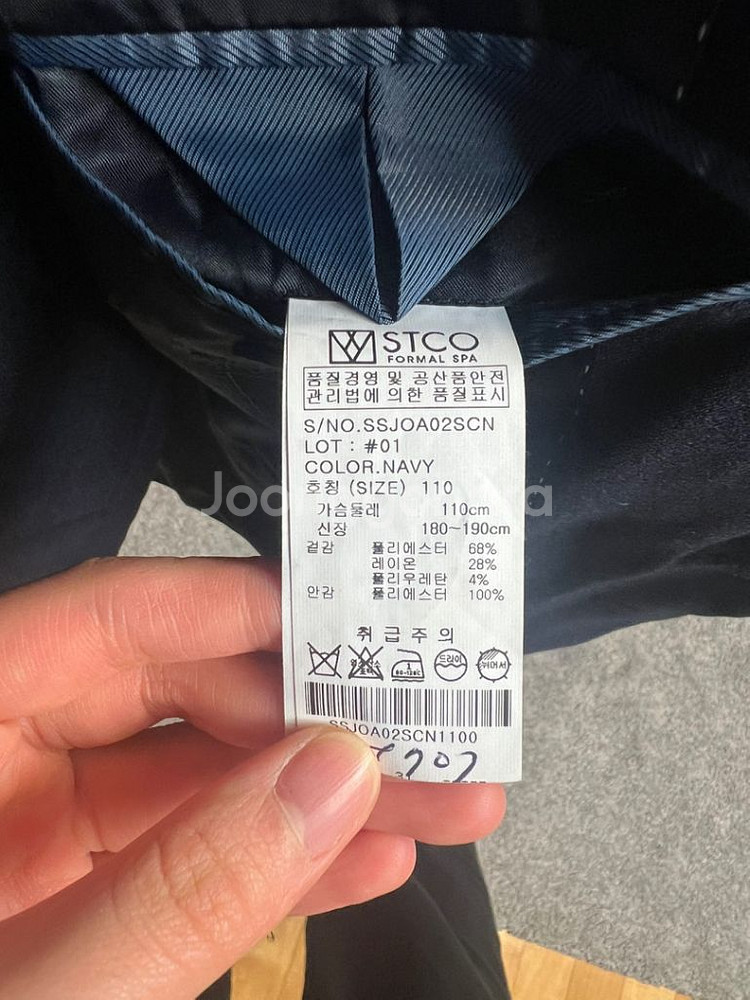 STCO
FORMAL SPA
품질경영 및 공산품안전
관리법에 의한 품질표시
S/NO.SSJOA02SCN
LOT : #01
COLOR.NAVY
호칭 (SIZE) 110
가슴둘레 110cm
신장 180~190cm
겉감 폴리에스터 68%
레이온 28%
폴리우레탄 4%
안감 폴리에스터 100%
취급주의
드라이
뉘어서
SSJOA02SCN1100